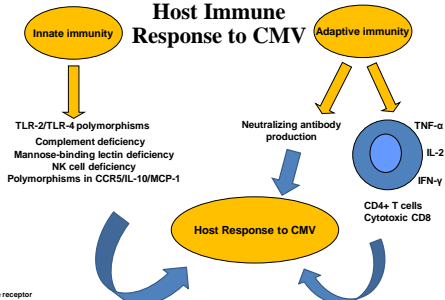 Host Immune
Response to CMV
Innate immunity
Adaptive immunity
TLR-2/TLR-4 polymorphisms
Complement deficiency
Mannose-binding lectin deficiency
NK cell deficiency
Polymorphisms in CCR5/IL-10/MCP-1
Neutralizing antibody
production
TNF-α
IL-2
IFN-γ
CD4+ T cells
Cytotoxic CD8
Host Response to CMV
receptor